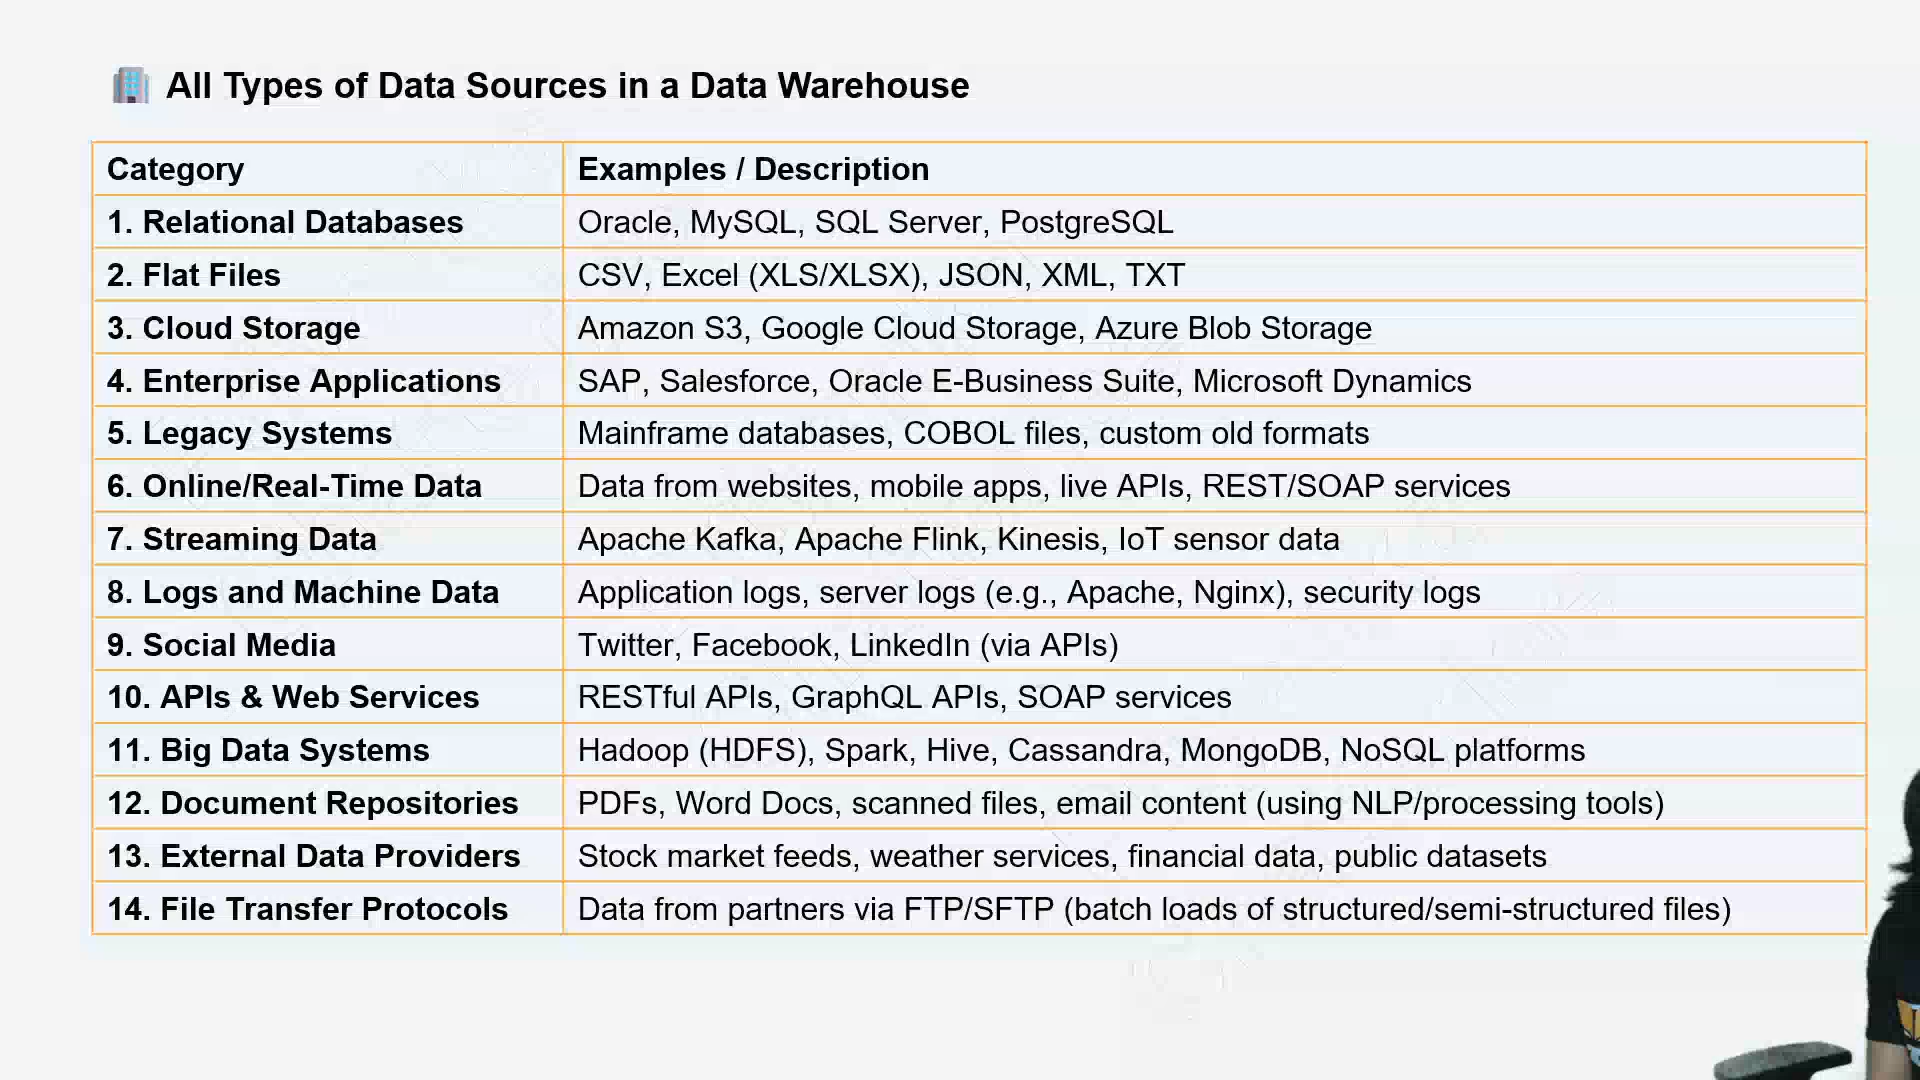 All Types of Data Sources in a Data Warehouse
Category Examples / Description
1. Relational Databases Oracle, MySQL, SQL Server, PostgreSQL
2. Flat Files CSV, Excel (XLS/XLSX), JSON, XML, TXT
3. Cloud Storage Amazon S3, Google Cloud Storage, Azure Blob Storage
4. Enterprise Applications SAP, Salesforce, Oracle E-Business Suite, Microsoft Dynamics
5. Legacy Systems Mainframe databases, COBOL files, custom old formats
6. Online/Real-Time Data Data from websites, mobile apps, live APIs, REST/SOAP services
7. Streaming Data Apache Kafka, Apache Flink, Kinesis, IoT sensor data
8. Logs and Machine Data Application logs, server logs (e.g., Apache, Nginx), security logs
9. Social Media Twitter, Facebook, LinkedIn (via APIs)
10. APIs & Web Services RESTful APIs, GraphQL APIs, SOAP services
11. Big Data Systems Hadoop (HDFS), Spark, Hive, Cassandra, MongoDB, NoSQL platforms
12. Document Repositories PDFs, Word Docs, scanned files, email content (using NLP/processing tools)
13. External Data Providers Stock market feeds, weather services, financial data, public datasets
14. File Transfer Protocols Data from partners via FTP/SFTP (batch loads of structured/semi-structured files)